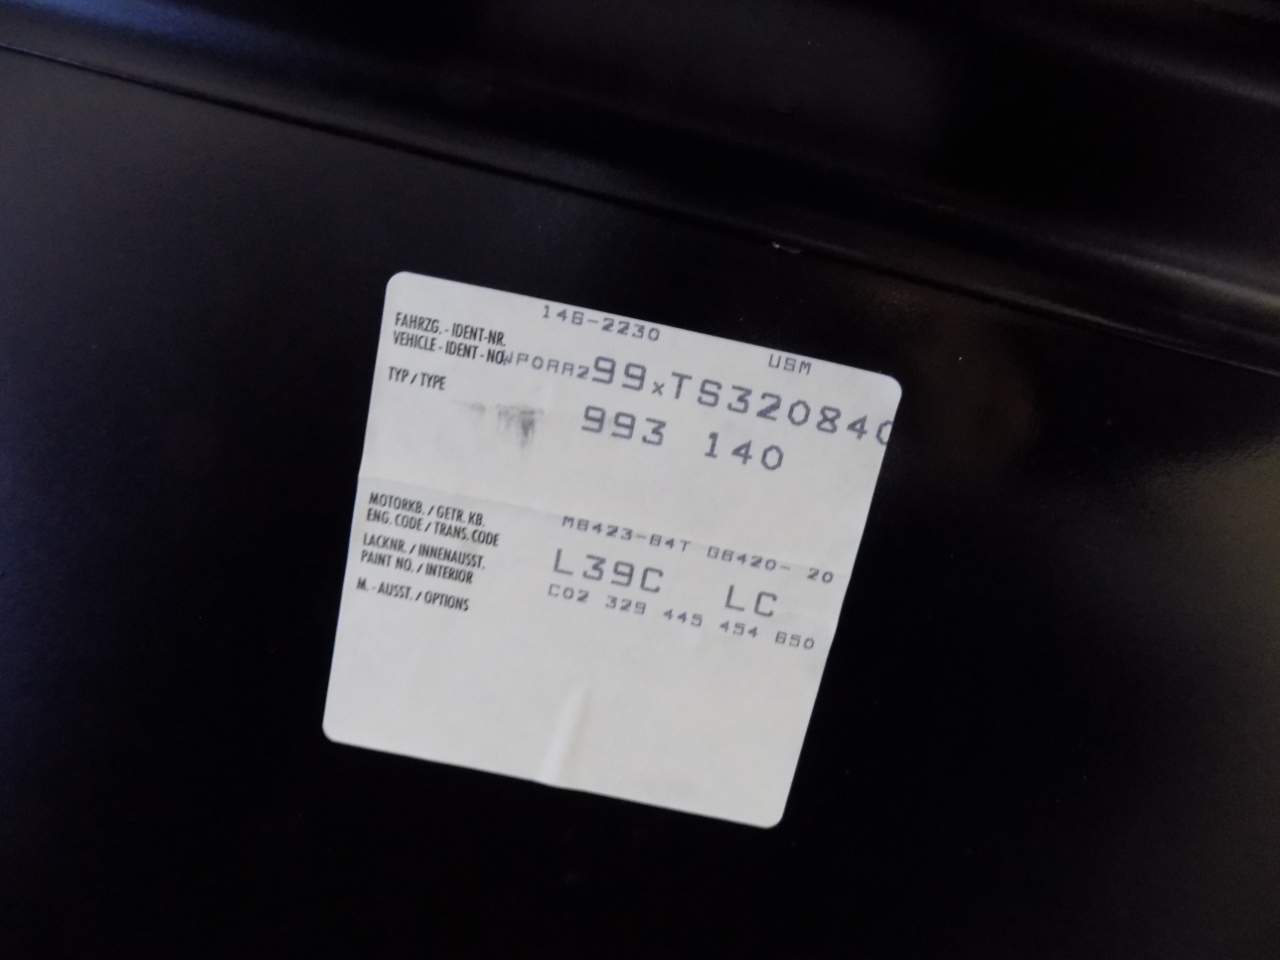 146-2230
USM
FAHRZG. - IDENT-NR.
VEHICLE - IDENT - NO.
WP0AA299xTS320840
TYP / TYPE
993 140
MOTORKB. / GETR. KB.
ENG. CODE / TRANS. CODE
M6423-64T G6420- 20
LACKNR. / INNENAUSST.
PAINT NO. / INTERIOR
L39C LC
M. - AUSST. / OPTIONS
C02 329 445 454 650